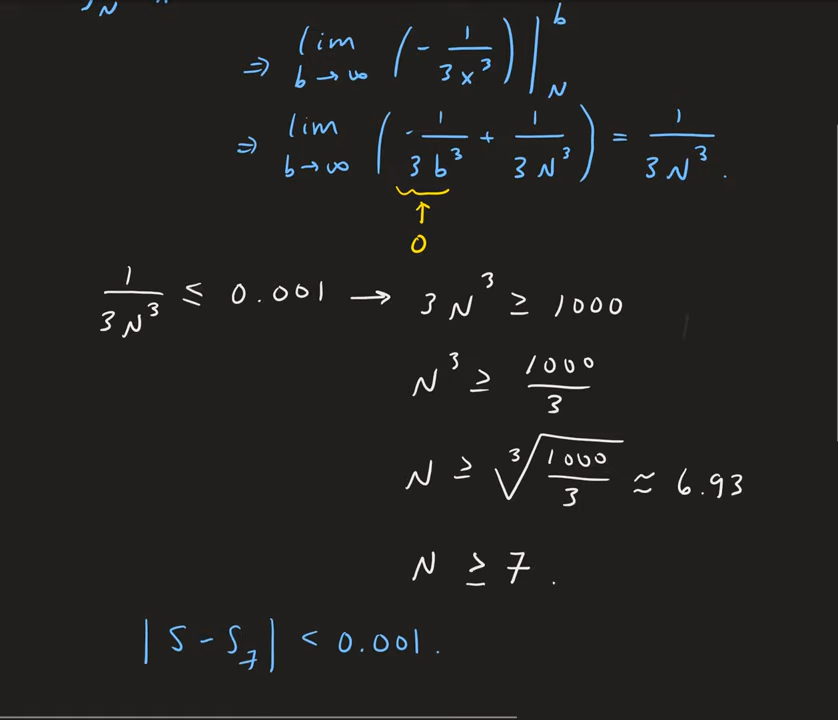 ⇒ lim b→∞ (- 1/(3x³)) |_N^b
⇒ lim b→∞ (- 1/(3b³) + 1/(3N³)) = 1/(3N³).
↑
0
1/(3N³) ≤ 0.001 → 3N³ ≥ 1000
N³ ≥ 1000/3
N ≥ ∛(1000/3) ≈ 6.93
N ≥ 7.
|S - S₇| < 0.001.